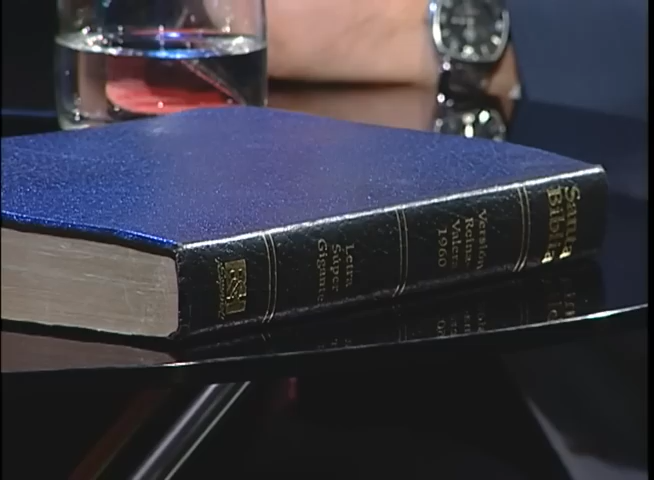 Santa
Biblia
Versión
Reina-
Valera
1960
Letra
Súper
Gigante